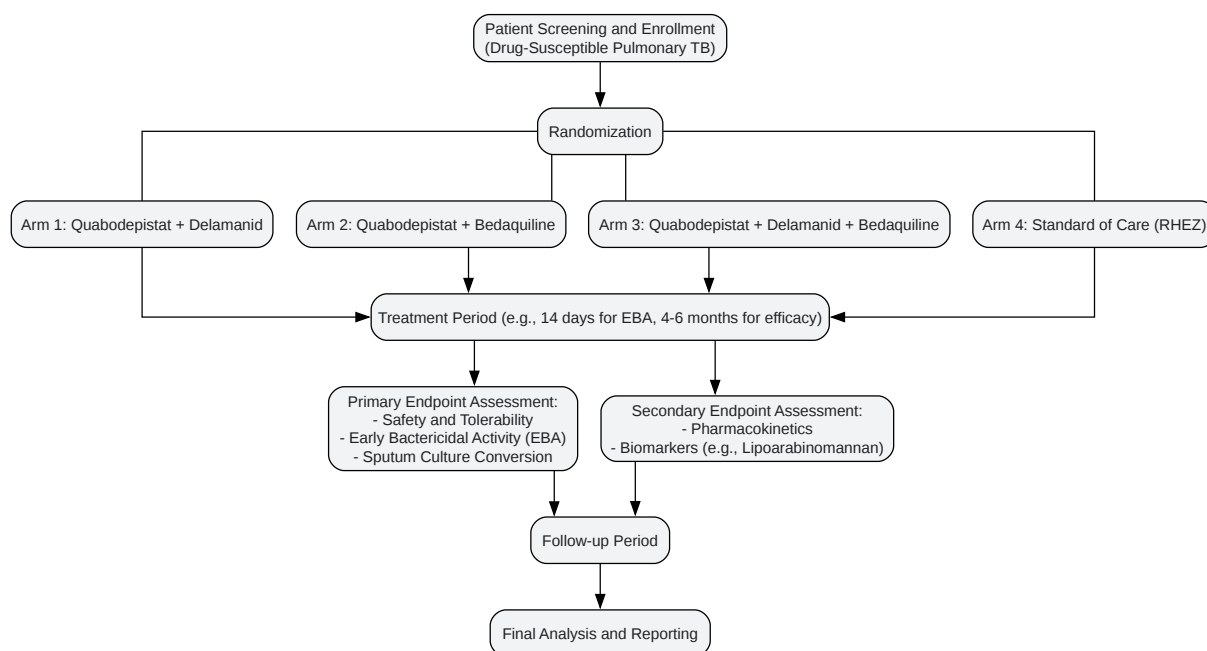 Patient Screening and Enrollment
(Drug-Susceptible Pulmonary TB)
Randomization
Arm 1: Quabodepistat + Delamanid
Arm 2: Quabodepistat + Bedaquiline
Arm 3: Quabodepistat + Delamanid + Bedaquiline
Arm 4: Standard of Care (RHEZ)
Treatment Period (e.g., 14 days for EBA, 4-6 months for efficacy)
Primary Endpoint Assessment:
- Safety and Tolerability
- Early Bactericidal Activity (EBA)
- Sputum Culture Conversion
Secondary Endpoint Assessment:
- Pharmacokinetics
- Biomarkers (e.g., Lipoarabinomannan)
Follow-up Period
Final Analysis and Reporting